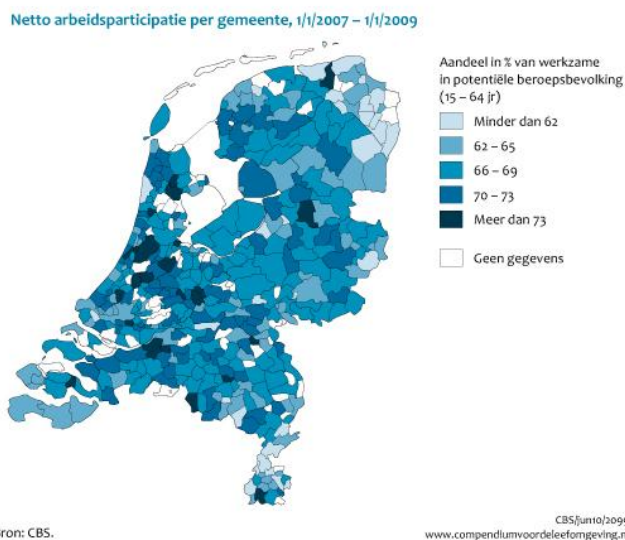 Netto arbeidsparticipatie per gemeente, 1/1/2007 – 1/1/2009
Aandeel in % van werkzame
in potentiële beroepsbevolking
(15 – 64 jr)
Minder dan 62
62 – 65
66 – 69
70 – 73
Meer dan 73
Geen gegevens
ron: CBS.
CBS/jun10/2099
www.compendiumvoordeleefomgeving.n